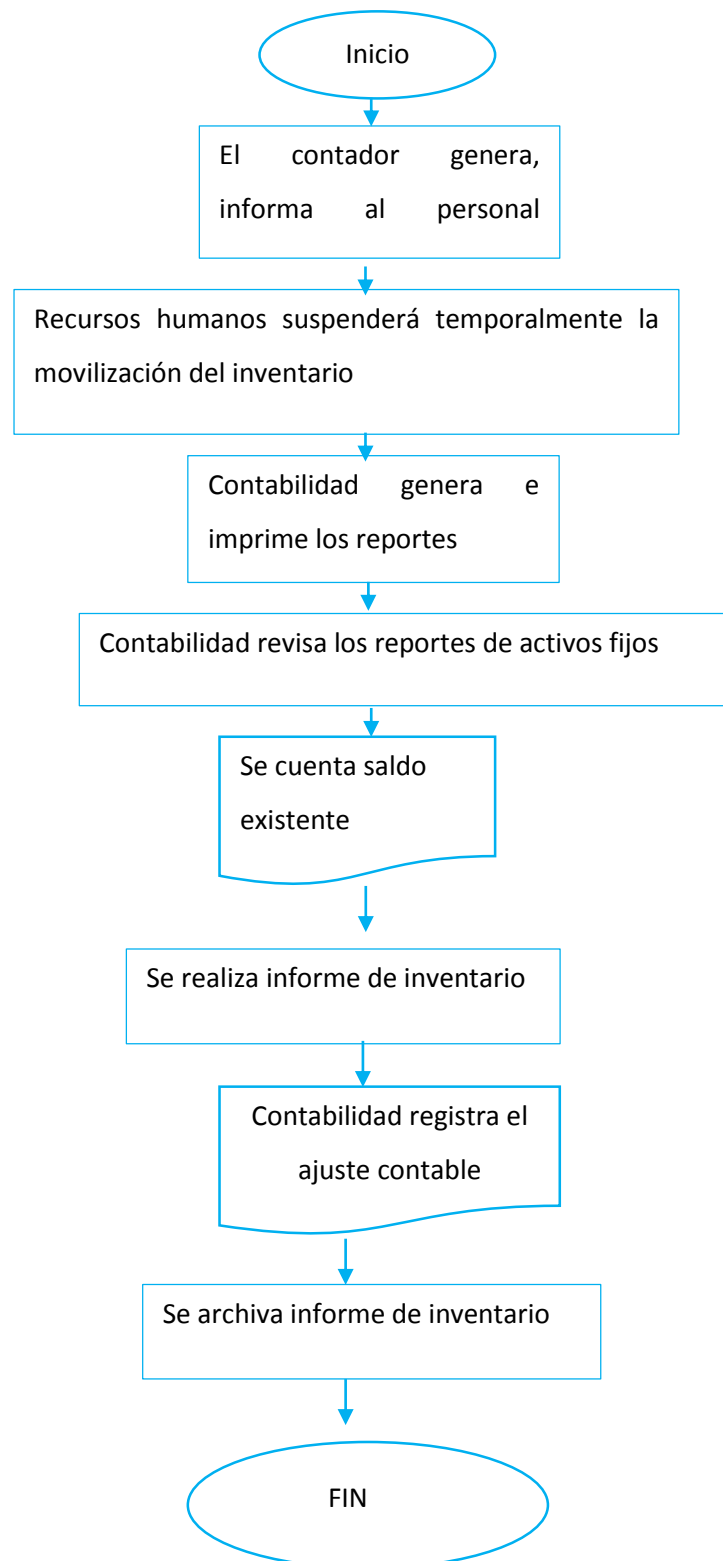 Inicio
El contador genera,
informa al personal
Recursos humanos suspenderá temporalmente la
movilización del inventario
Contabilidad genera e
imprime los reportes
Contabilidad revisa los reportes de activos fijos
Se cuenta saldo
existente
Se realiza informe de inventario
Contabilidad registra el
ajuste contable
Se archiva informe de inventario
FIN